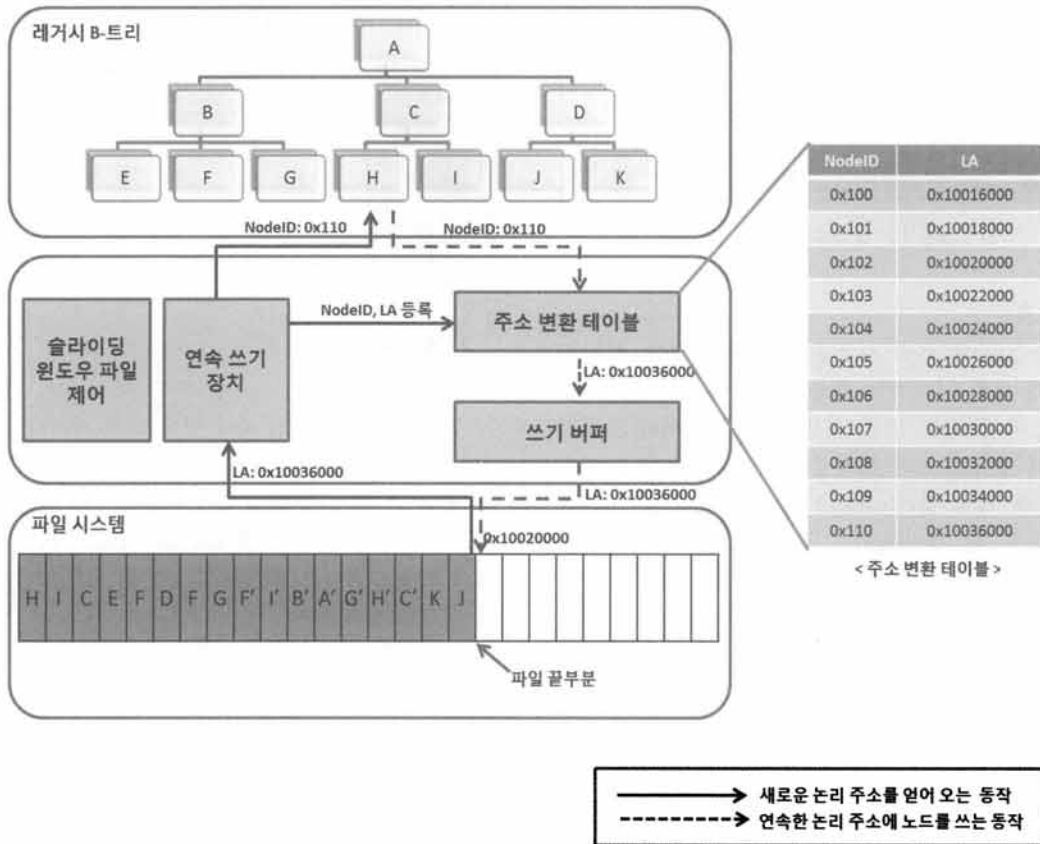 레거시 B-트리
A
B
C
D
E
F
G
H
I
J
K
NodeID: 0x110
NodeID: 0x110
슬라이딩
윈도우 파일
제어
연속 쓰기
장치
NodeID, LA 등록
주소 변환 테이블
LA: 0x10036000
쓰기 버퍼
LA: 0x10036000
LA: 0x10036000
파일 시스템
0x10020000
H I C E F D F G F′ I′ B′ A′ G′ H′ C′ K J
파일 끝부분
NodeID LA
0x100 0x10016000
0x101 0x10018000
0x102 0x10020000
0x103 0x10022000
0x104 0x10024000
0x105 0x10026000
0x106 0x10028000
0x107 0x10030000
0x108 0x10032000
0x109 0x10034000
0x110 0x10036000
< 주소 변환 테이블 >
새로운 논리 주소를 얻어 오는 동작
연속한 논리 주소에 노드를 쓰는 동작